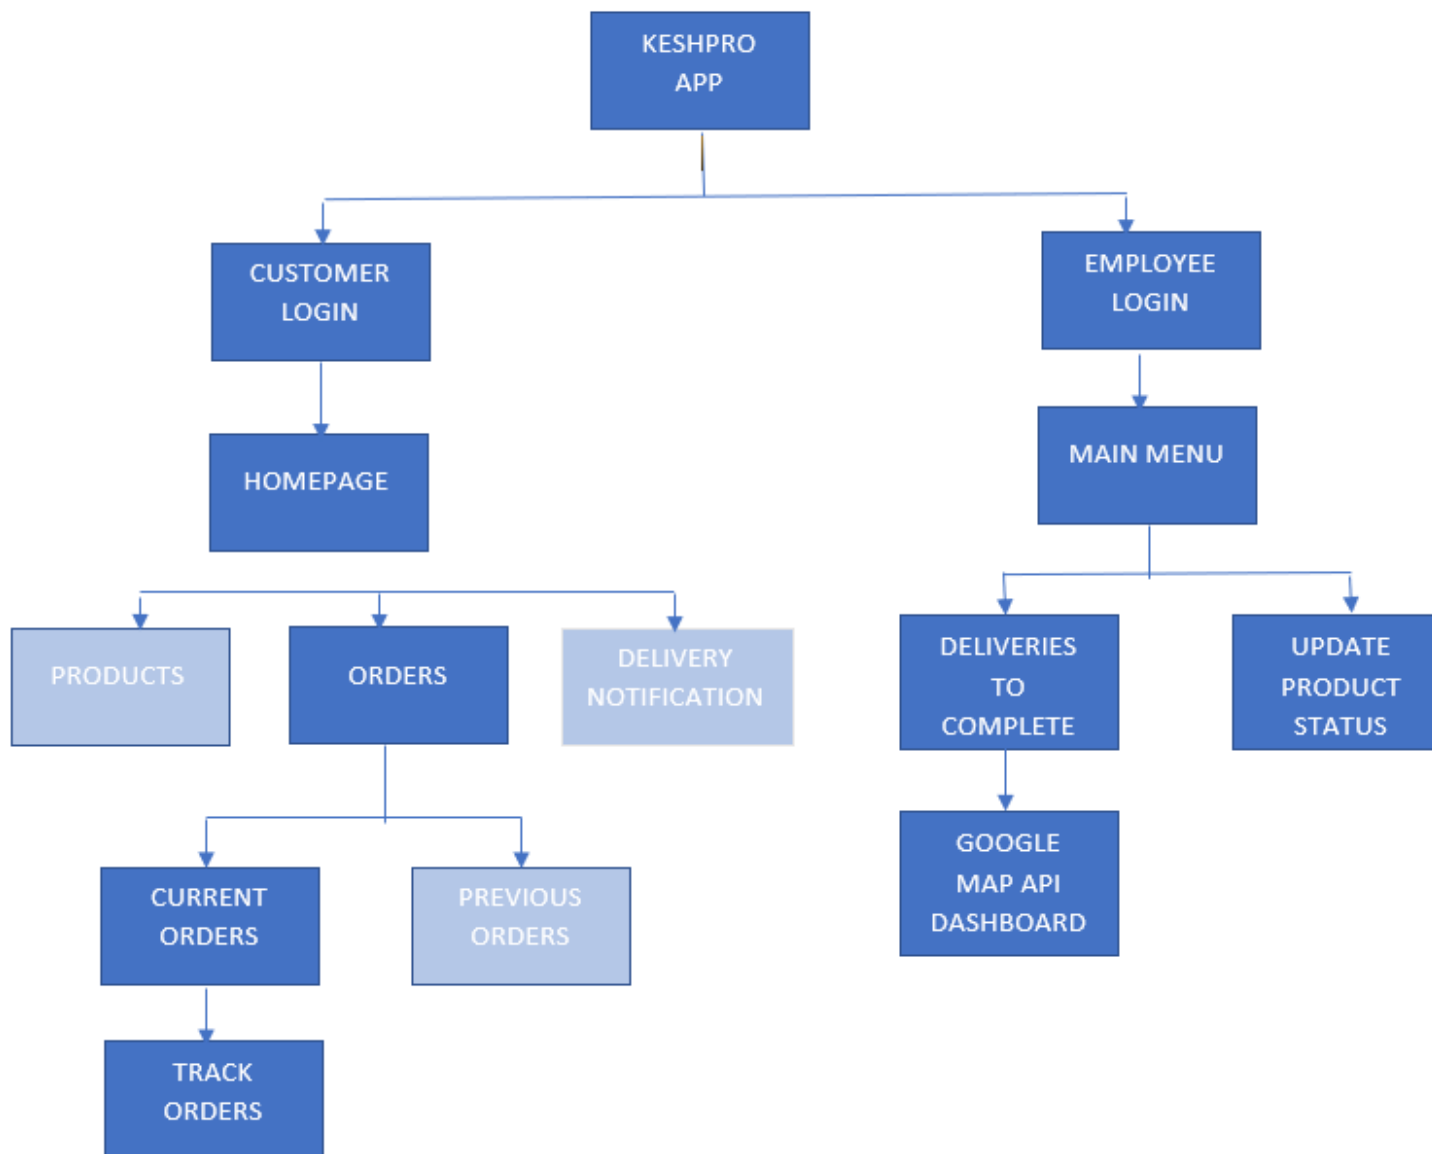 KESHPRO
APP
CUSTOMER
LOGIN
EMPLOYEE
LOGIN
HOMEPAGE
MAIN MENU
PRODUCTS
ORDERS
DELIVERY
NOTIFICATION
DELIVERIES
TO
COMPLETE
UPDATE
PRODUCT
STATUS
CURRENT
ORDERS
PREVIOUS
ORDERS
GOOGLE
MAP API
DASHBOARD
TRACK
ORDERS